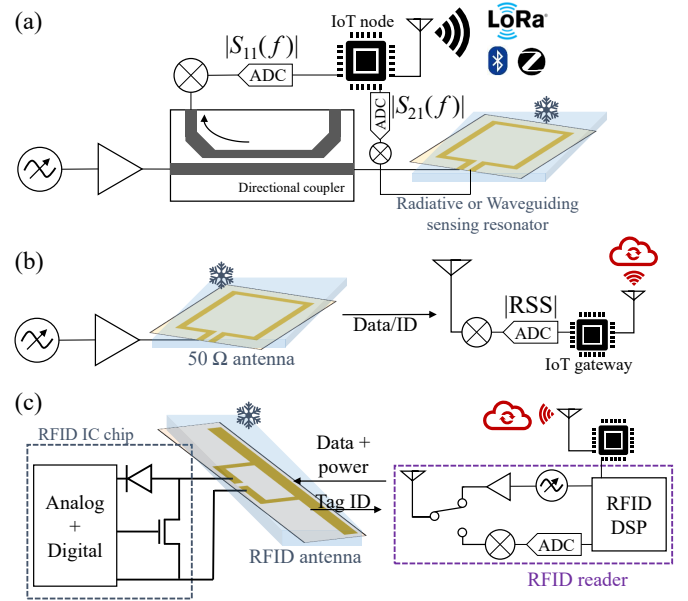 (a)
IoT node
LoRa
|S₁₁(f)|
ADC
ADC
|S₂₁(f)|
Directional coupler
Radiative or Waveguiding
sensing resonator
(b)
50 Ω antenna
Data/ID
|RSS|
ADC
IoT gateway
(c)
RFID IC chip
Analog
+
Digital
RFID antenna
Data +
power
Tag ID
RFID
DSP
ADC
RFID reader